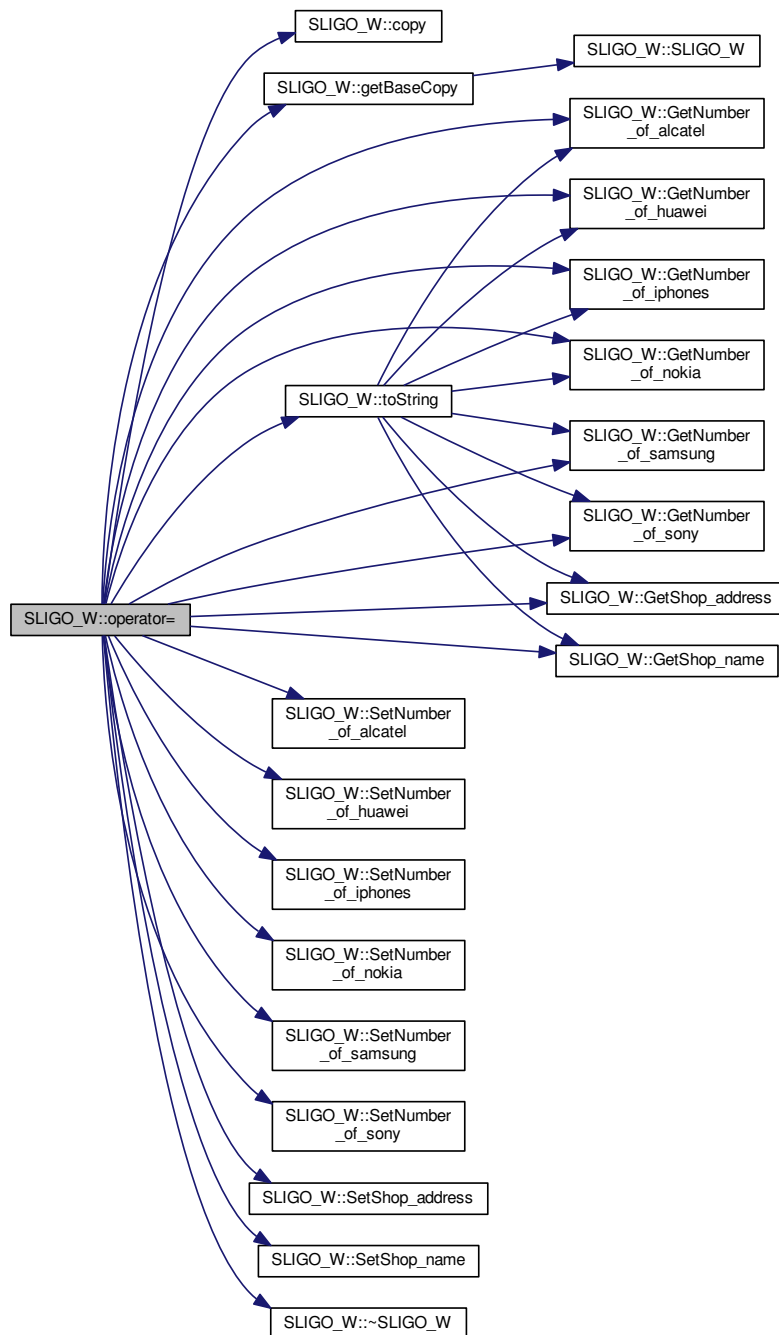 SLIGO_W::copy
SLIGO_W::SLIGO_W
SLIGO_W::getBaseCopy
SLIGO_W::GetNumber
_of_alcatel
SLIGO_W::GetNumber
_of_huawei
SLIGO_W::GetNumber
_of_iphones
SLIGO_W::GetNumber
_of_nokia
SLIGO_W::toString
SLIGO_W::GetNumber
_of_samsung
SLIGO_W::GetNumber
_of_sony
SLIGO_W::GetShop_address
SLIGO_W::operator=
SLIGO_W::GetShop_name
SLIGO_W::SetNumber
_of_alcatel
SLIGO_W::SetNumber
_of_huawei
SLIGO_W::SetNumber
_of_iphones
SLIGO_W::SetNumber
_of_nokia
SLIGO_W::SetNumber
_of_samsung
SLIGO_W::SetNumber
_of_sony
SLIGO_W::SetShop_address
SLIGO_W::SetShop_name
SLIGO_W::~SLIGO_W